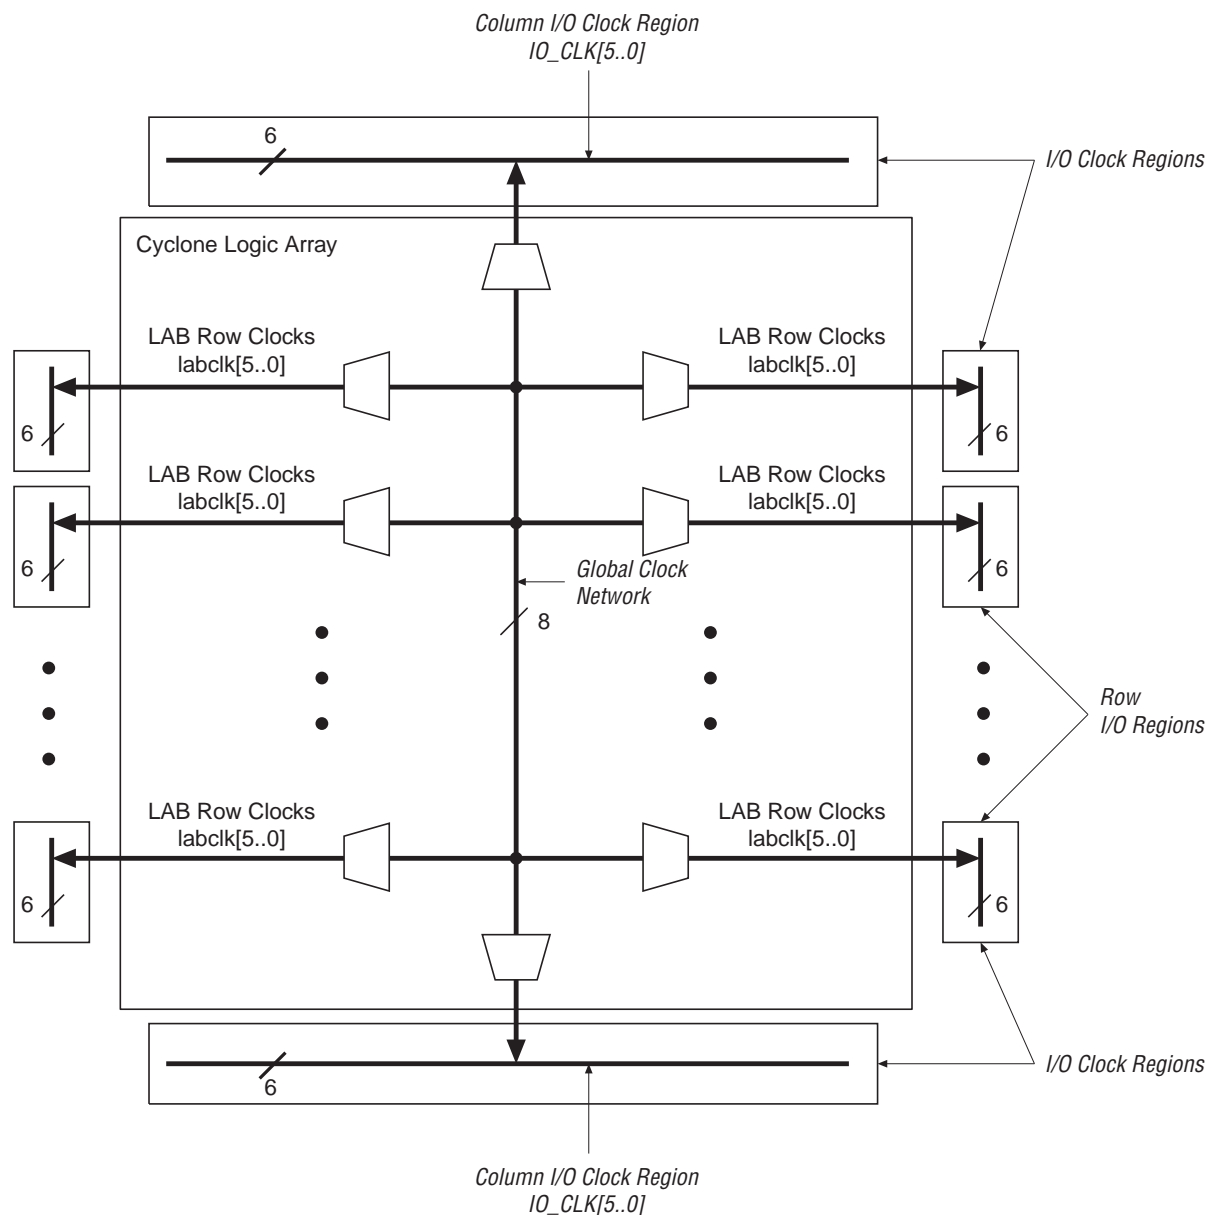 Column I/O Clock Region
IO_CLK[5..0]
6
I/O Clock Regions
Cyclone Logic Array
LAB Row Clocks
labclk[5..0]
LAB Row Clocks
labclk[5..0]
6
6
LAB Row Clocks
labclk[5..0]
LAB Row Clocks
labclk[5..0]
6
6
Global Clock
Network
8
Row
I/O Regions
LAB Row Clocks
labclk[5..0]
LAB Row Clocks
labclk[5..0]
6
6
I/O Clock Regions
6
Column I/O Clock Region
IO_CLK[5..0]